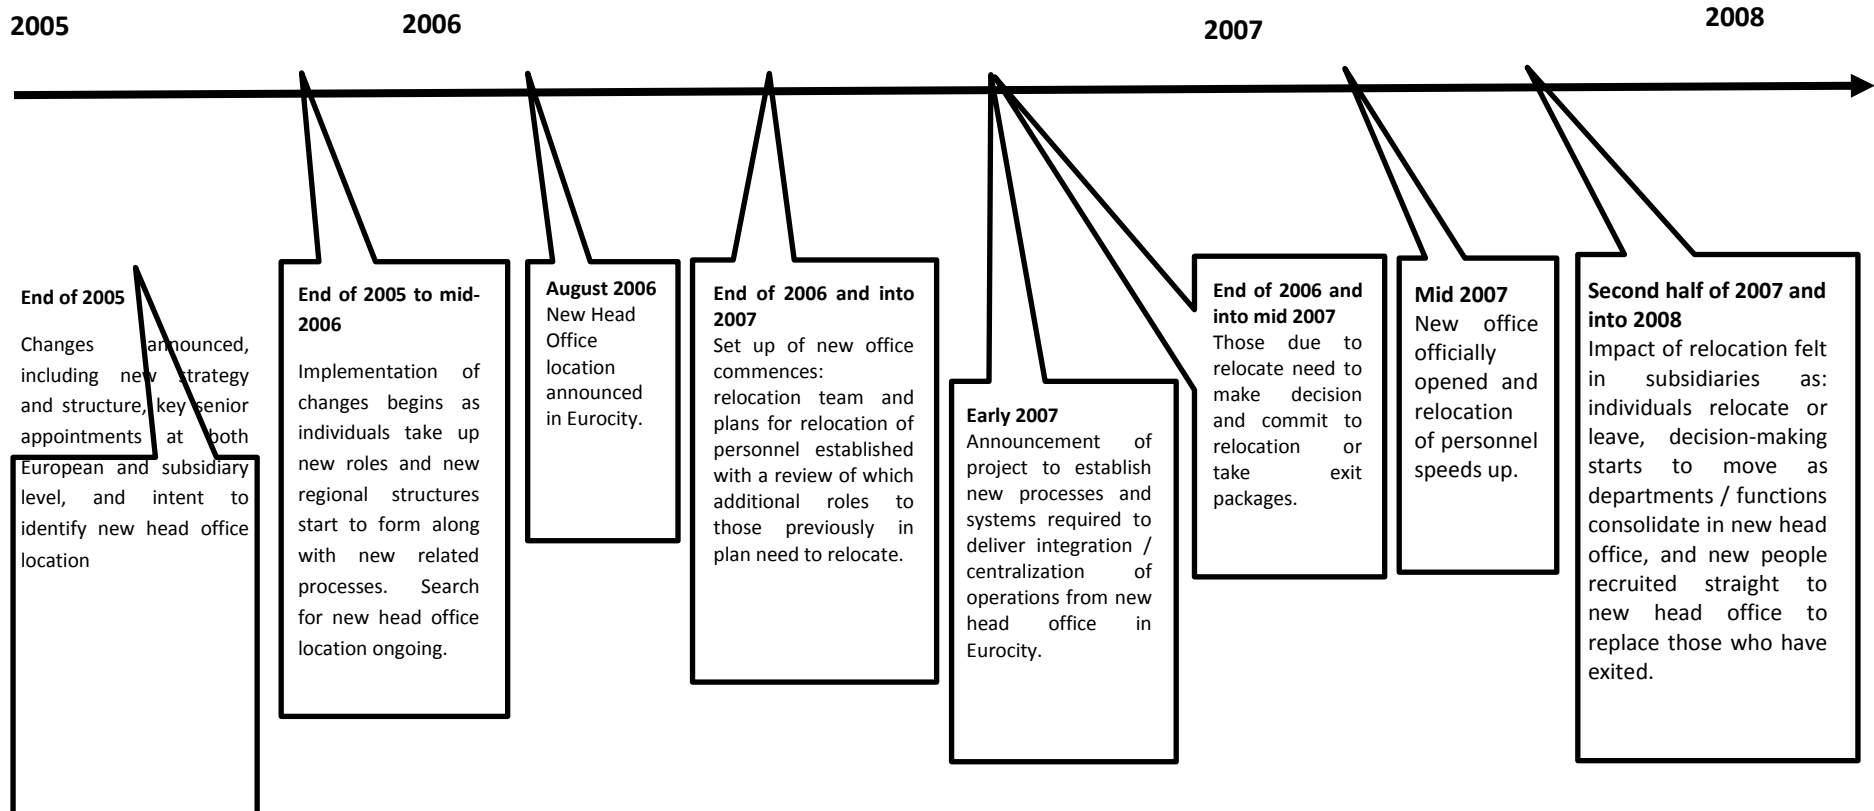 2005
2006
2007
2008
End of 2005
Changes announced,
including new strategy
and structure, key senior
appointments at both
European and subsidiary
level, and intent to
identify new head office
location
End of 2005 to mid-
2006
Implementation of
changes begins as
individuals take up
new roles and new
regional structures
start to form along
with new related
processes. Search
for new head office
location ongoing.
August 2006
New Head
Office
location
announced
in Eurocity.
End of 2006 and into
2007
Set up of new office
commences:
relocation team and
plans for relocation of
personnel established
with a review of which
additional roles to
those previously in
plan need to relocate.
Early 2007
Announcement of
project to establish
new processes and
systems required to
deliver integration /
centralization of
operations from new
head office in
Eurocity.
End of 2006 and
into mid 2007
Those due to
relocate need to
make decision
and commit to
relocation or
take exit
packages.
Mid 2007
New office
officially
opened and
relocation
of personnel
speeds up.
Second half of 2007 and
into 2008
Impact of relocation felt
in subsidiaries as:
individuals relocate or
leave, decision-making
starts to move as
departments / functions
consolidate in new head
office, and new people
recruited straight to
new head office to
replace those who have
exited.